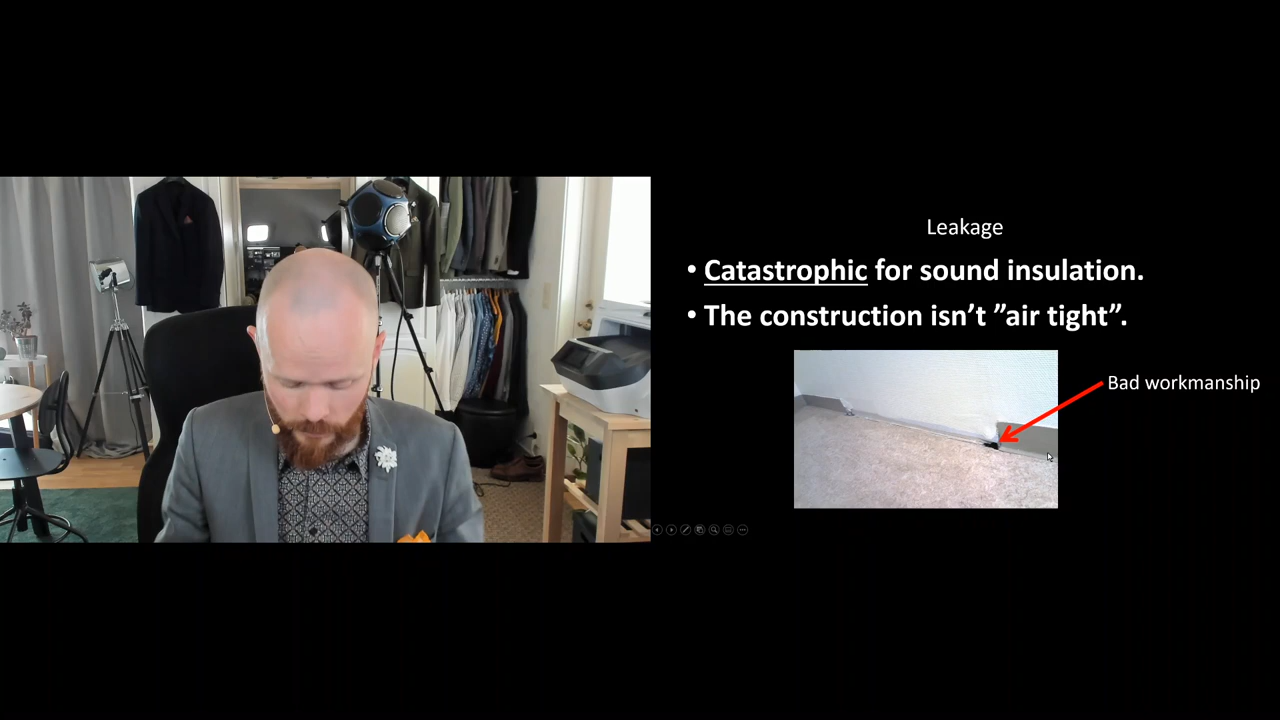 Leakage
• Catastrophic for sound insulation.
• The construction isn’t ”air tight”.
Bad workmanship